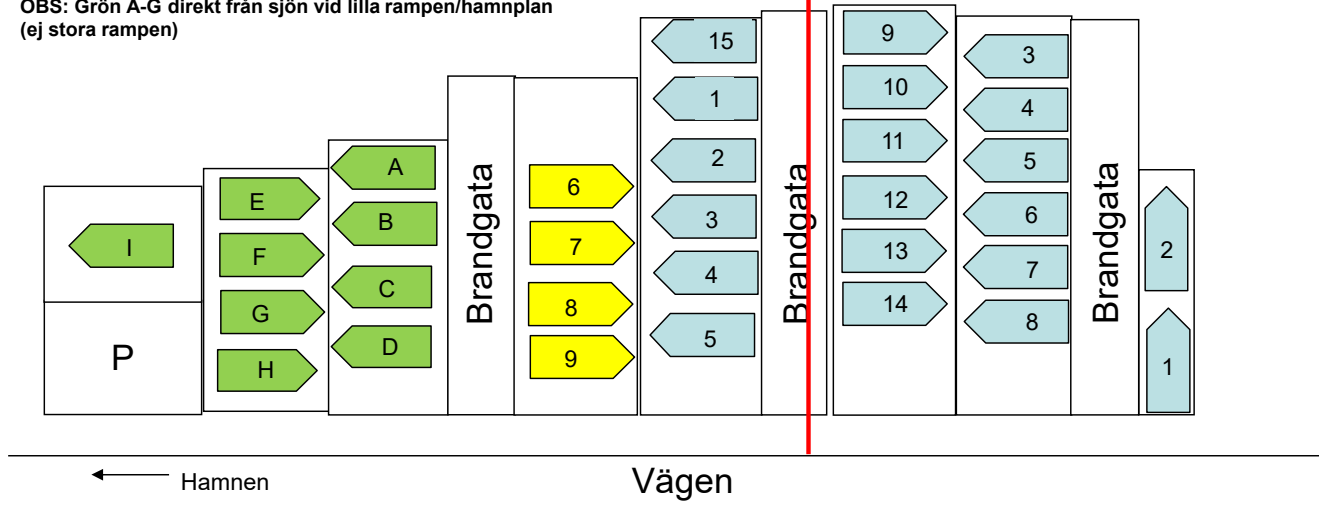 OBS: Grön A-G direkt från sjön vid lilla rampen/hamnplan
(ej stora rampen)
I
P
E
F
G
H
A
B
C
D
Brandgata
6
7
8
9
15
1
2
3
4
5
Brandgata
9
10
11
12
13
14
3
4
5
6
7
8
Brandgata
2
1
Hamnen
Vägen